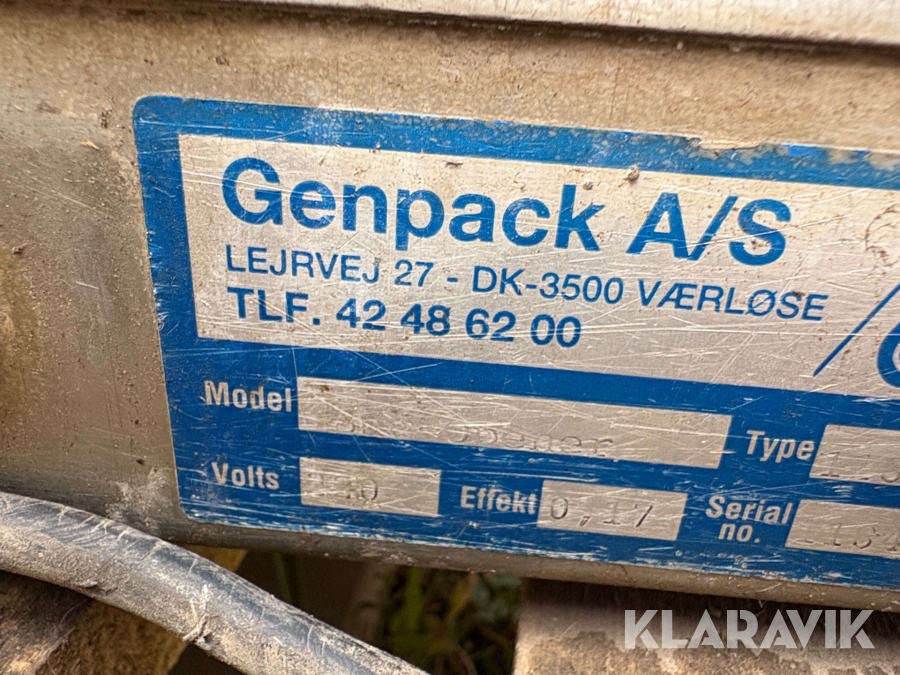 Genpack A/S
LEJRVEJ 27 - DK-3500 VÆRLØSE
TLF. 42 48 62 00
Model Type
Volts Effekt 0,17 Serial no.
KLARAVIK